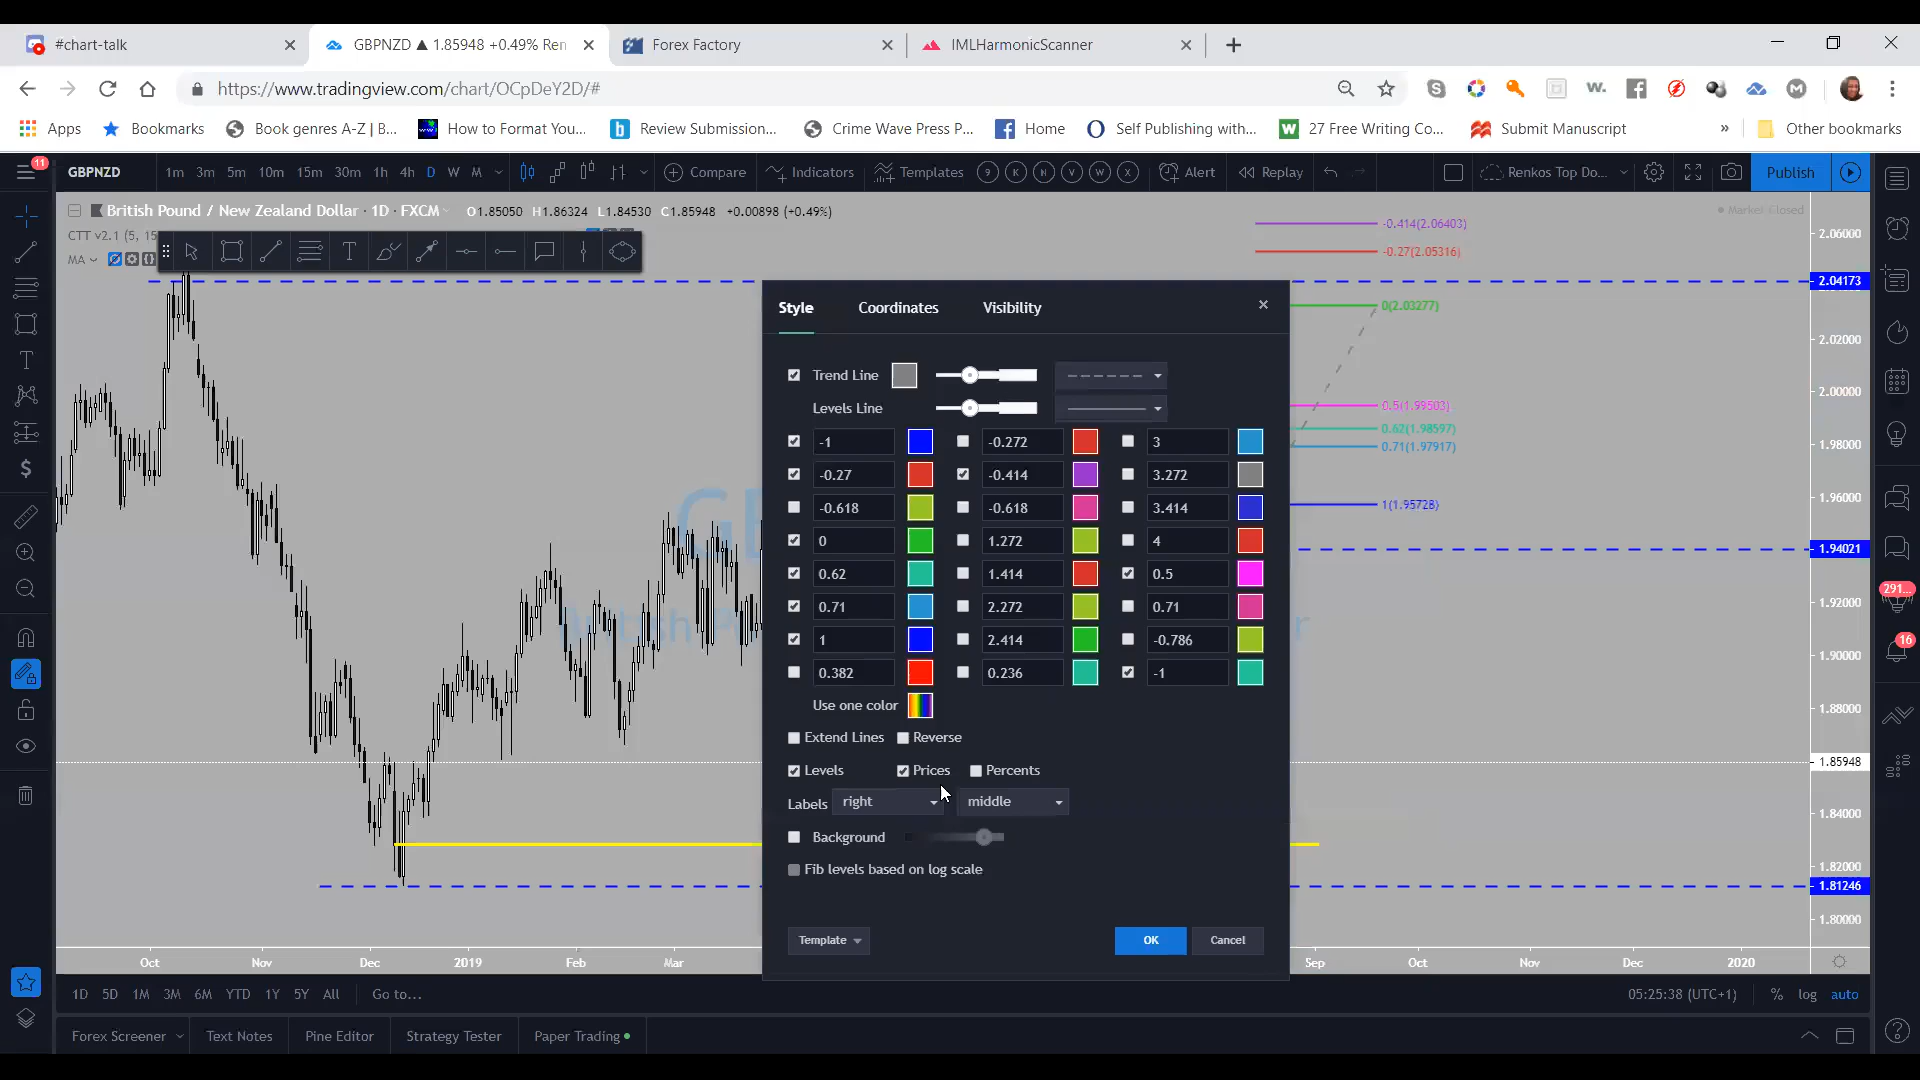 #chart-talk
GBPNZD ▲ 1.85948 +0.49% Ren
Forex Factory
IMLHarmonicScanner
https://www.tradingview.com/chart/OCpDeY2D/#
Apps
Bookmarks
Book genres A-Z | B...
How to Format You...
Review Submission...
Crime Wave Press P...
Home
Self Publishing with...
27 Free Writing Co...
Submit Manuscript
»
Other bookmarks
11
GBPNZD
1m 3m 5m 10m 15m 30m 1h 4h D W M
Compare
Indicators
Templates
9 K N V W X
Alert
Replay
Renkos Top Do...
Publish
British Pound / New Zealand Dollar · 1D · FXCM
O1.85050 H1.86324 L1.84530 C1.85948 +0.00898 (+0.49%)
Market Closed
CTT v2.1 (5, 15
MA
-0.414(2.06403)
-0.27(2.05316)
0(2.03277)
0.5(1.99503)
0.62(1.98597)
0.71(1.97917)
1(1.95728)
2.06000
2.04173
2.02000
2.00000
1.98000
1.96000
1.94021
1.92000
1.90000
1.88000
1.85948
1.84000
1.82000
1.81246
1.80000
Style Coordinates Visibility
Trend Line
Levels Line
-1 -0.272 3
-0.27 -0.414 3.272
-0.618 -0.618 3.414
0 1.272 4
0.62 1.414 0.5
0.71 2.272 0.71
1 2.414 -0.786
0.382 0.236 -1
Use one color
Extend Lines Reverse
Levels Prices Percents
Labels right middle
Background
Fib levels based on log scale
Template OK Cancel
Oct Nov Dec 2019 Feb Mar Sep Oct Nov Dec 2020
1D 5D 1M 3M 6M YTD 1Y 5Y All Go to...
05:25:38 (UTC+1) % log auto
Forex Screener Text Notes Pine Editor Strategy Tester Paper Trading
291...
16